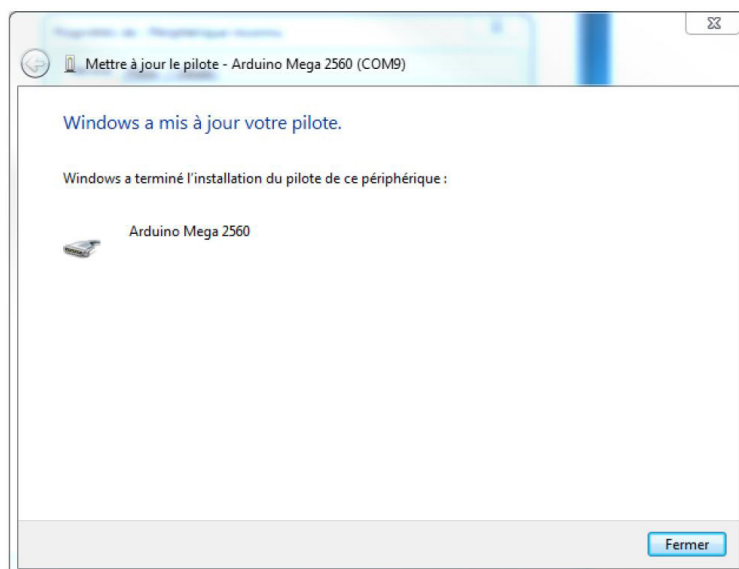 Mettre à jour le pilote - Arduino Mega 2560 (COM9)
Windows a mis à jour votre pilote.
Windows a terminé l'installation du pilote de ce périphérique :
Arduino Mega 2560
Fermer